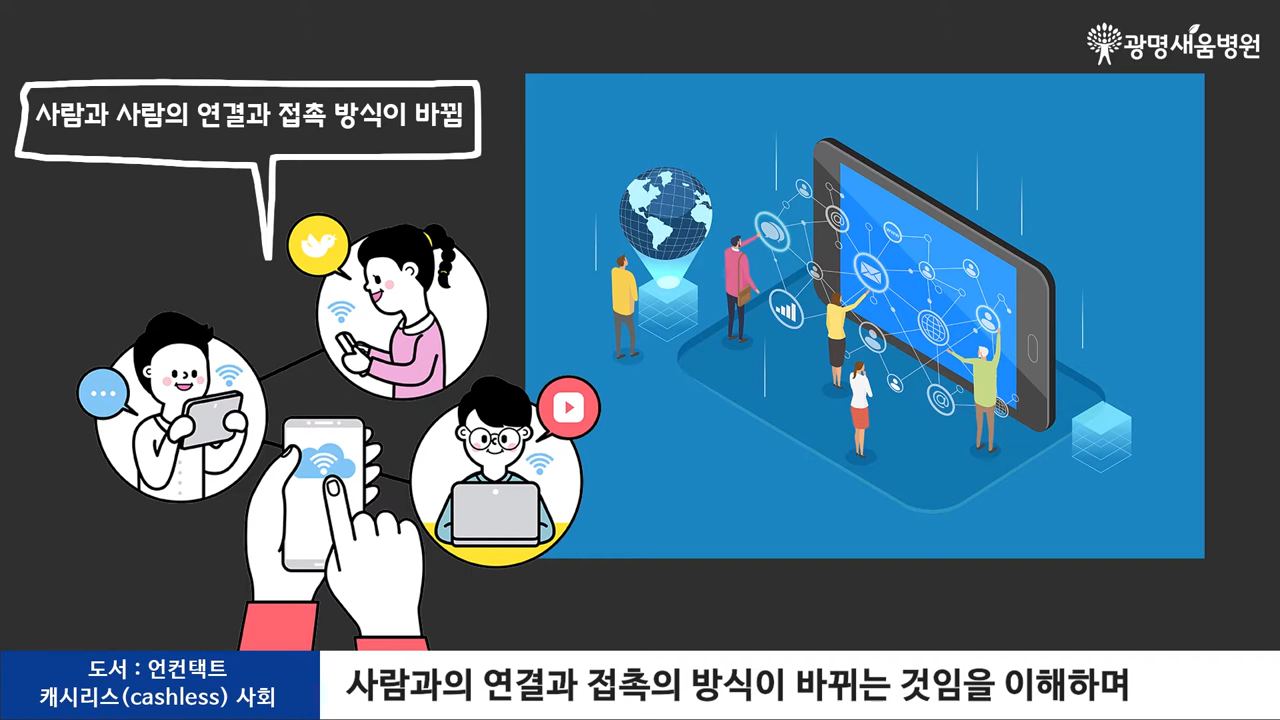 광명새움병원
사람과 사람의 연결과 접촉 방식이 바뀜
도서 : 언컨택트
캐시리스(cashless) 사회
사람과의 연결과 접촉의 방식이 바뀌는 것임을 이해하며